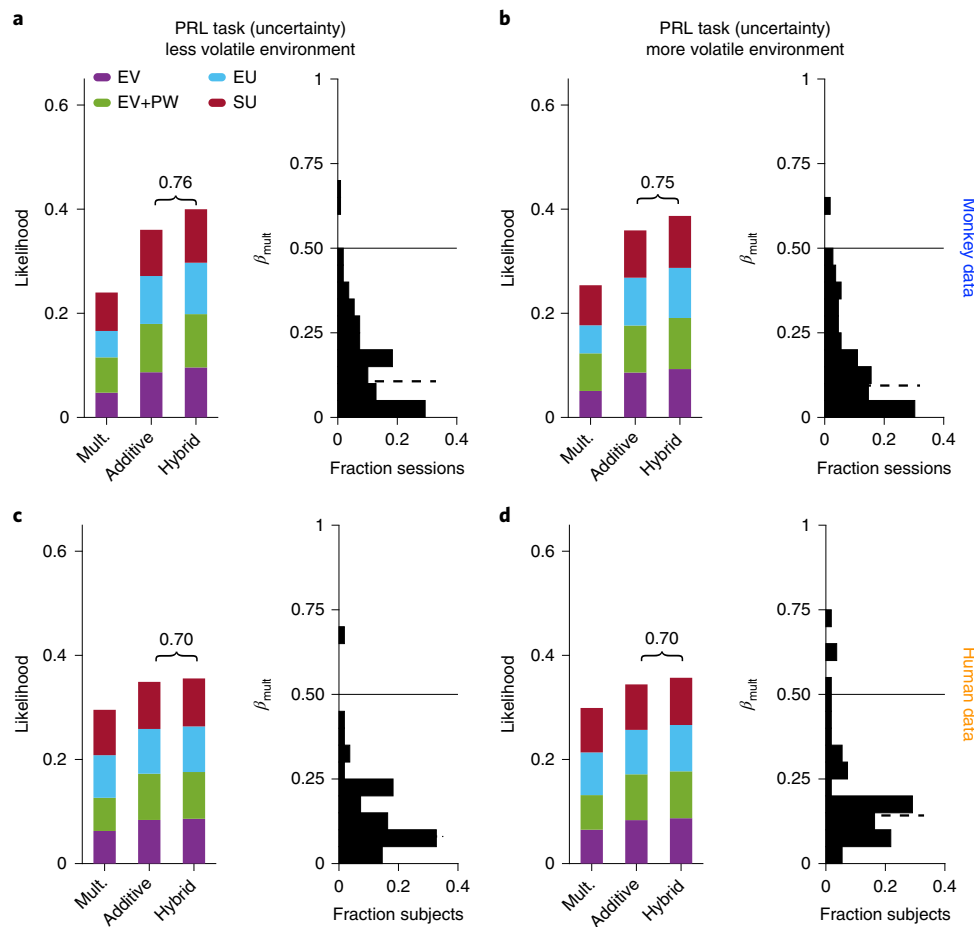 a
PRL task (uncertainty)
less volatile environment
EV
EU
EV+PW
SU
Likelihood
0.6
0.4
0.2
0
0.76
Mult.
Additive
Hybrid
βmult
1
0.75
0.50
0.25
0
0
0.2
0.4
Fraction sessions
b
PRL task (uncertainty)
more volatile environment
Likelihood
0.6
0.4
0.2
0
0.75
Mult.
Additive
Hybrid
βmult
1
0.75
0.50
0.25
0
0
0.2
0.4
Fraction sessions
Monkey data
c
Likelihood
0.6
0.4
0.2
0
0.70
Mult.
Additive
Hybrid
βmult
1
0.75
0.50
0.25
0
0
0.2
0.4
Fraction subjects
d
Likelihood
0.6
0.4
0.2
0
0.70
Mult.
Additive
Hybrid
βmult
1
0.75
0.50
0.25
0
0
0.2
0.4
Fraction subjects
Human data